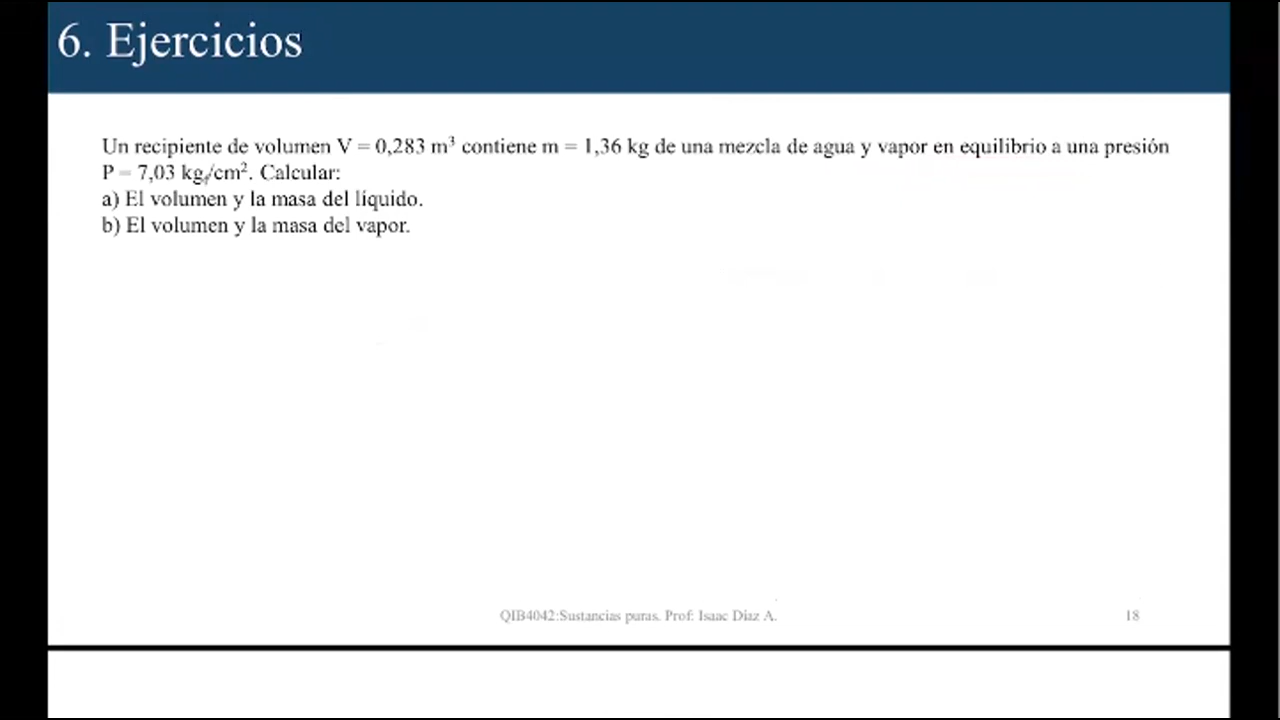 6. Ejercicios
Un recipiente de volumen V = 0,283 m³ contiene m = 1,36 kg de una mezcla de agua y vapor en equilibrio a una presión
P = 7,03 kgf/cm². Calcular:
a) El volumen y la masa del líquido.
b) El volumen y la masa del vapor.
QIB4042:Sustancias puras. Prof: Isaac Díaz A.
18